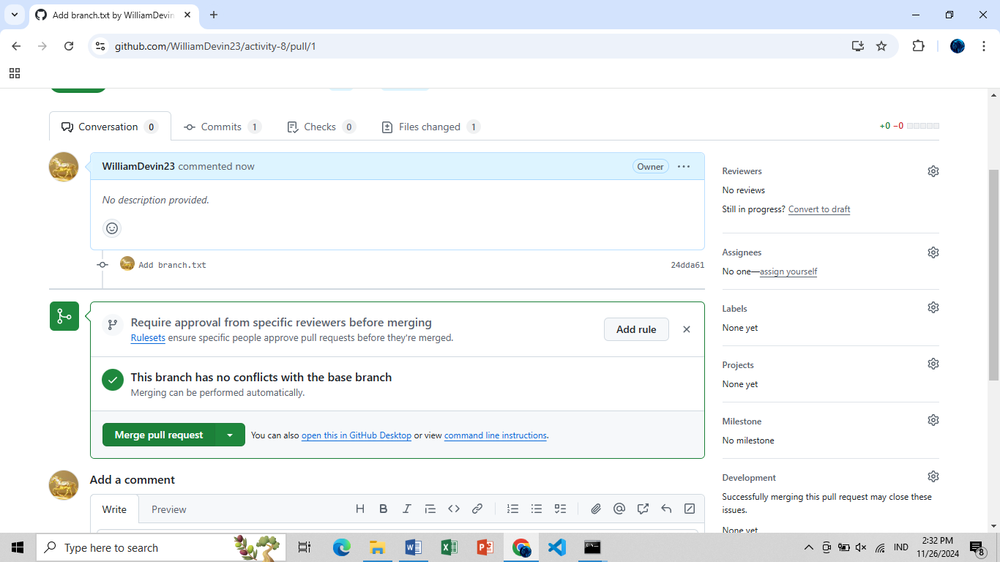 Add branch.txt by WilliamDevin
github.com/WilliamDevin23/activity-8/pull/1
Conversation 0
Commits 1
Checks 0
Files changed 1
+0 −0
WilliamDevin23 commented now
Owner
No description provided.
Add branch.txt
24dda61
Require approval from specific reviewers before merging
Rulesets ensure specific people approve pull requests before they're merged.
Add rule
This branch has no conflicts with the base branch
Merging can be performed automatically.
Merge pull request
You can also open this in GitHub Desktop or view command line instructions.
Add a comment
Write
Preview
Reviewers
No reviews
Still in progress? Convert to draft
Assignees
No one—assign yourself
Labels
None yet
Projects
None yet
Milestone
No milestone
Development
Successfully merging this pull request may close these
issues.
None yet
Type here to search
IND
2:32 PM
11/26/2024
8